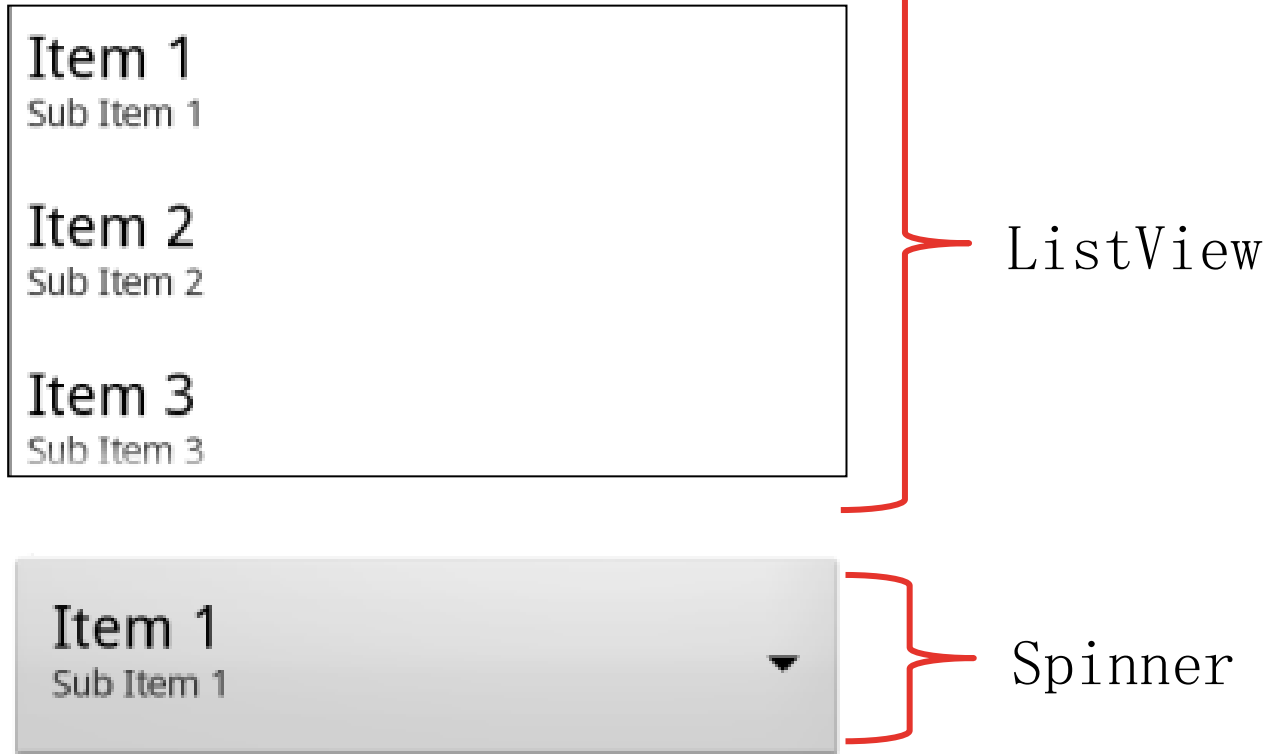 Item 1
Sub Item 1
Item 2
Sub Item 2
Item 3
Sub Item 3
ListView
Item 1
Sub Item 1
Spinner